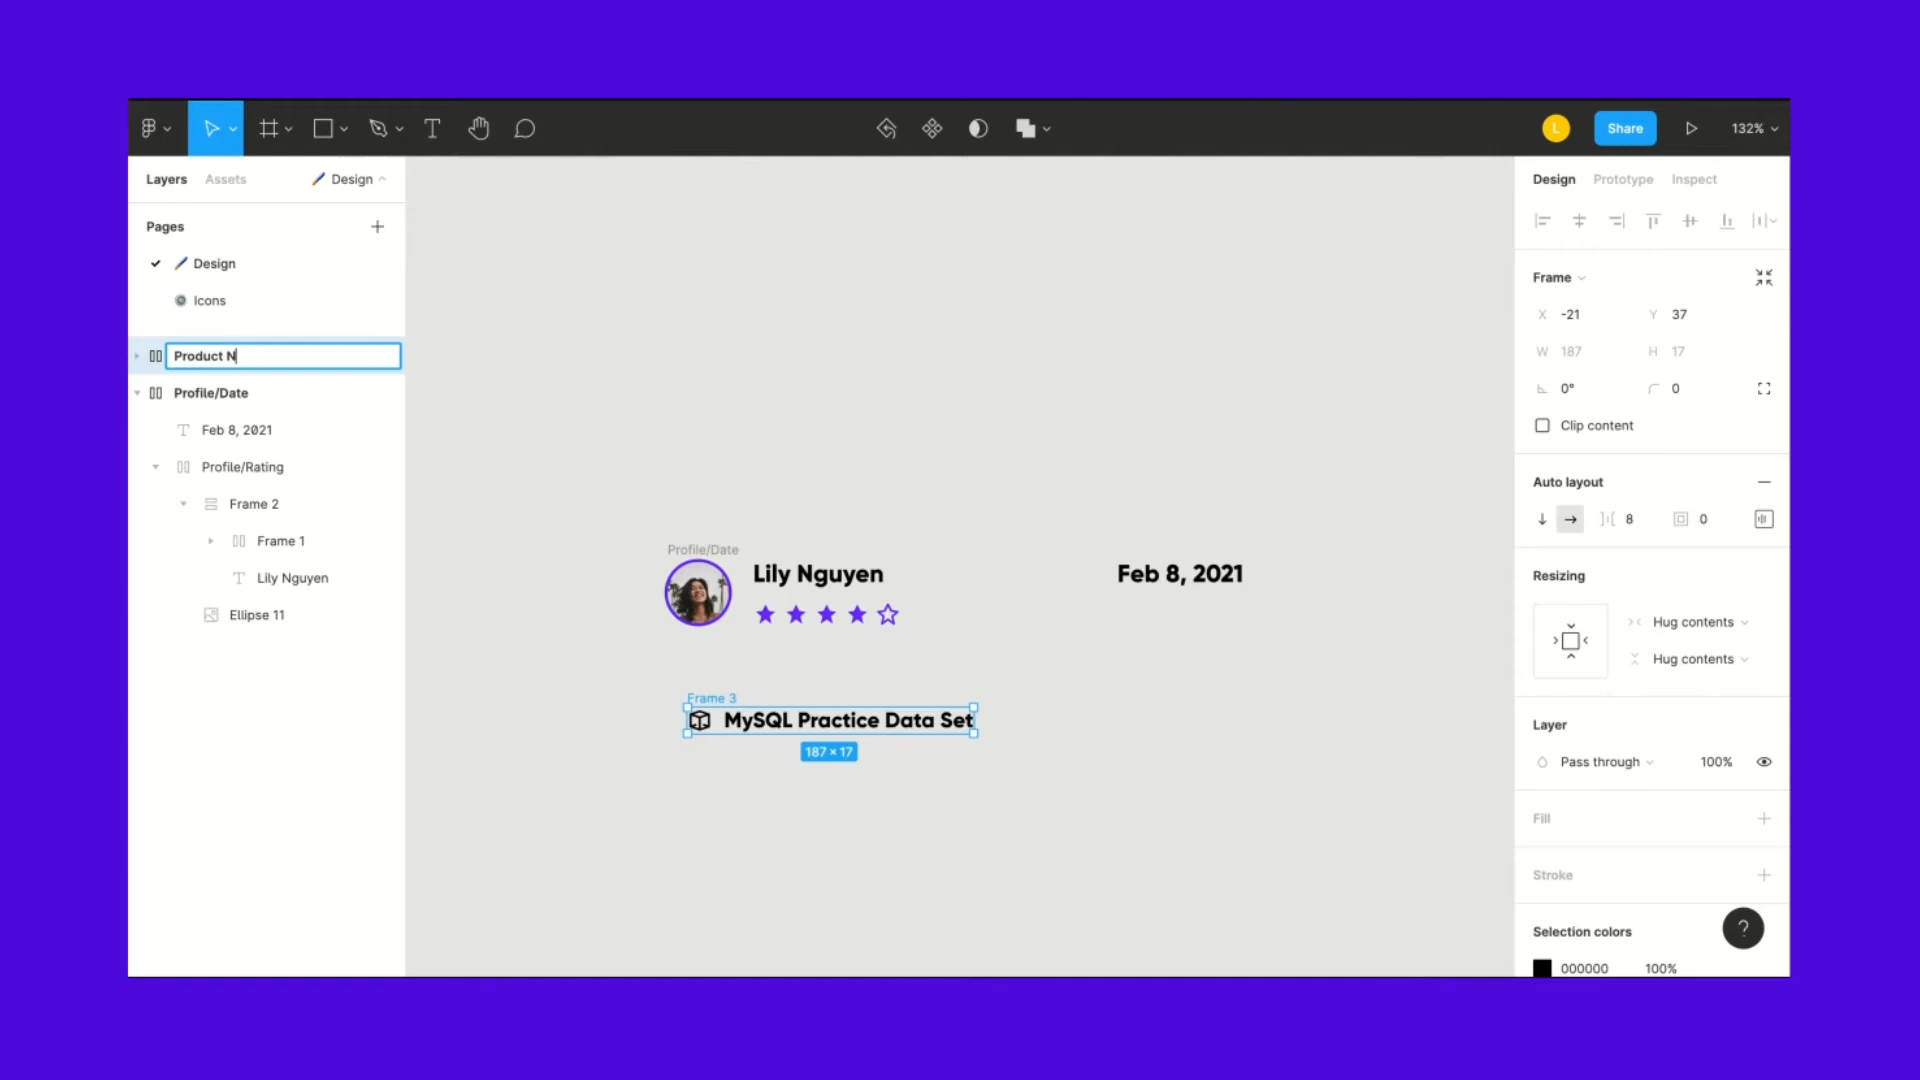 L
Share
132%
Layers
Assets
Design
Pages
Design
Icons
Product N
Profile/Date
Feb 8, 2021
Profile/Rating
Frame 2
Frame 1
Lily Nguyen
Ellipse 11
Profile/Date
Lily Nguyen
Feb 8, 2021
Frame 3
MySQL Practice Data Set
187 × 17
Design
Prototype
Inspect
Frame
X -21
Y 37
W 187
H 17
0°
0
Clip content
Auto layout
8
0
Resizing
Hug contents
Hug contents
Layer
Pass through
100%
Fill
Stroke
Selection colors
?
000000
100%